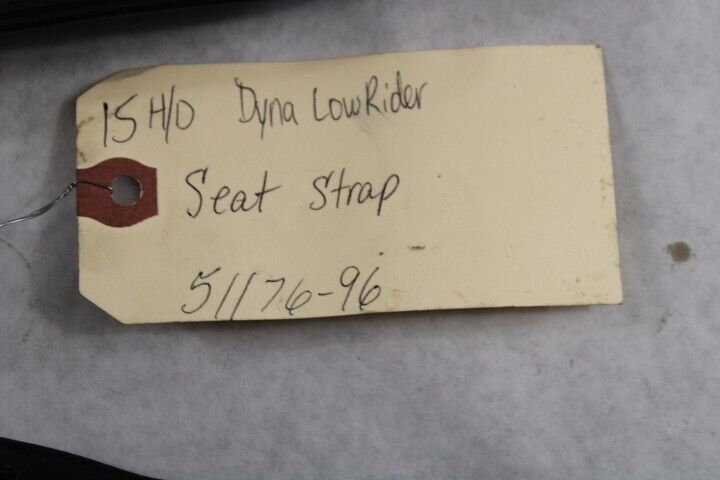 15 H/D Dyna LowRider
Seat Strap
51176-96